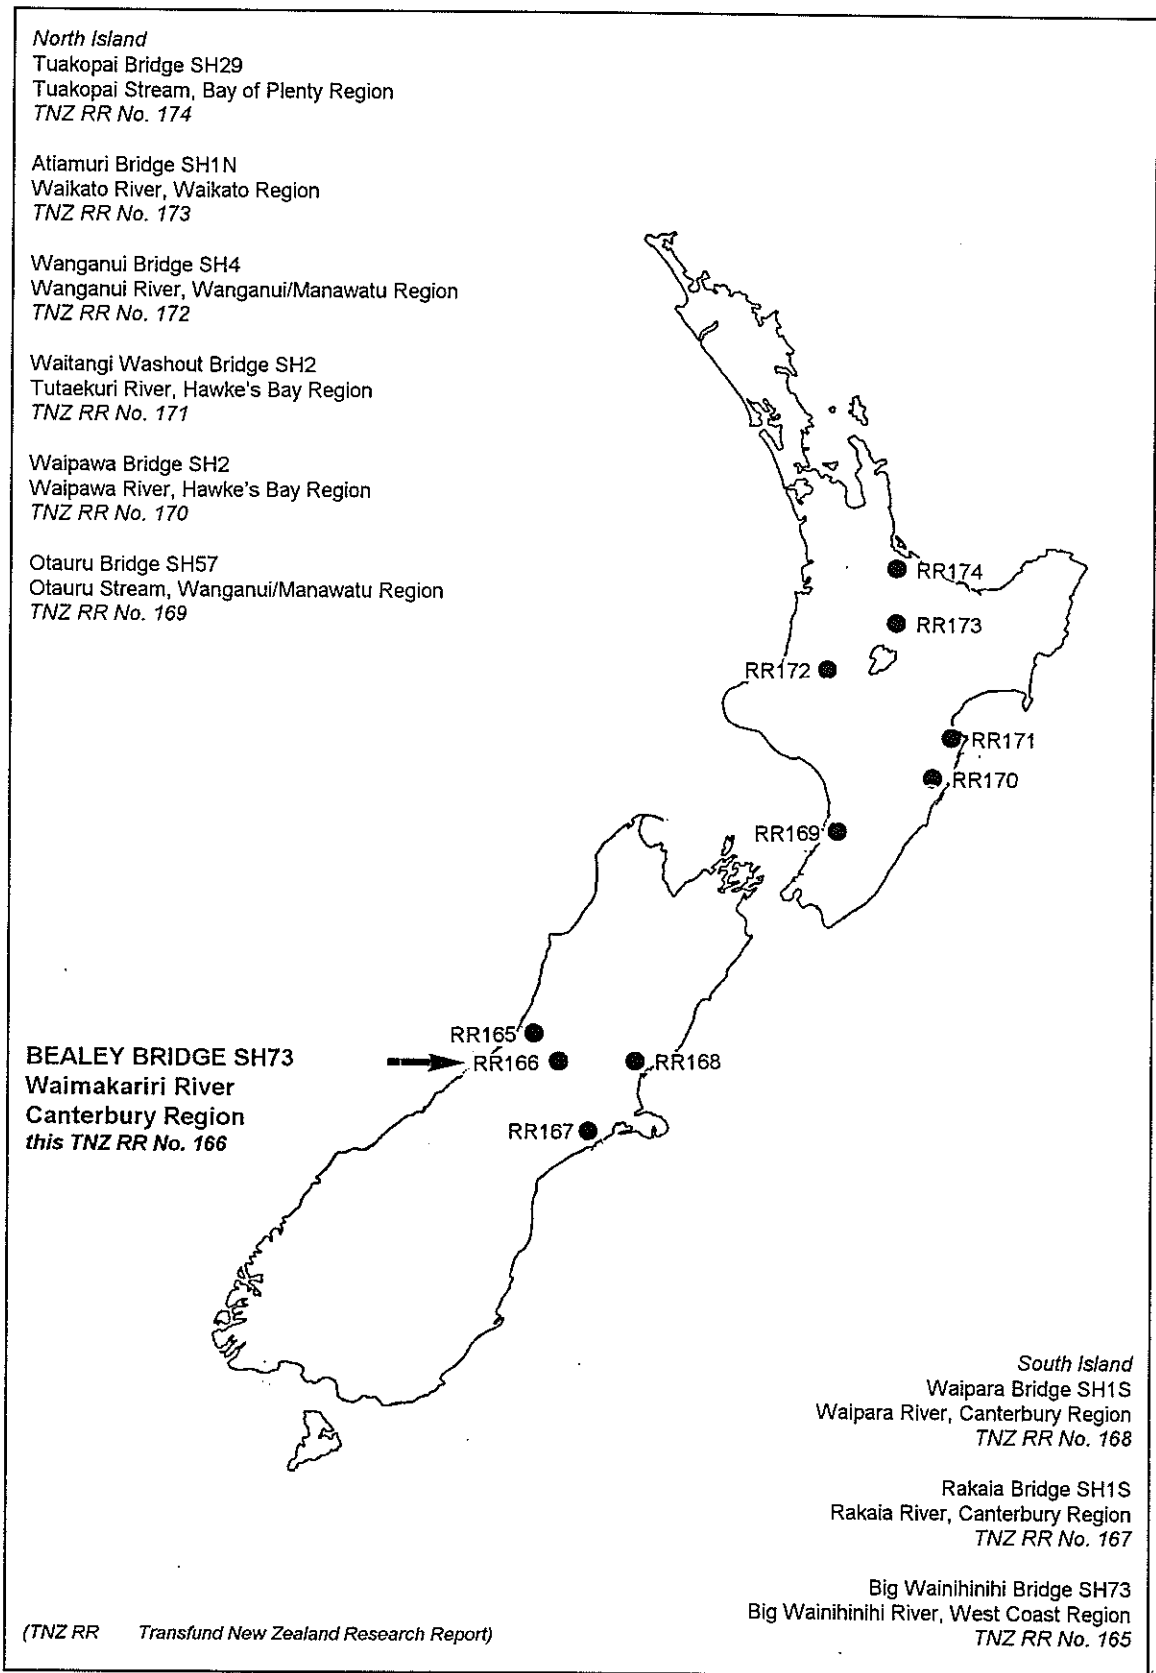 North Island
Tuakopai Bridge SH29
Tuakopai Stream, Bay of Plenty Region
TNZ RR No. 174
Atiamuri Bridge SH1N
Waikato River, Waikato Region
TNZ RR No. 173
Wanganui Bridge SH4
Wanganui River, Wanganui/Manawatu Region
TNZ RR No. 172
Waitangi Washout Bridge SH2
Tutaekuri River, Hawke's Bay Region
TNZ RR No. 171
Waipawa Bridge SH2
Waipawa River, Hawke's Bay Region
TNZ RR No. 170
Otauru Bridge SH57
Otauru Stream, Wanganui/Manawatu Region
TNZ RR No. 169
RR174
RR173
RR172
RR171
RR170
RR169
RR165
RR166
RR168
RR167
BEALEY BRIDGE SH73
Waimakariri River
Canterbury Region
this TNZ RR No. 166
South Island
Waipara Bridge SH1S
Waipara River, Canterbury Region
TNZ RR No. 168
Rakaia Bridge SH1S
Rakaia River, Canterbury Region
TNZ RR No. 167
Big Wainihinihi Bridge SH73
Big Wainihinihi River, West Coast Region
TNZ RR No. 165
(TNZ RR Transfund New Zealand Research Report)